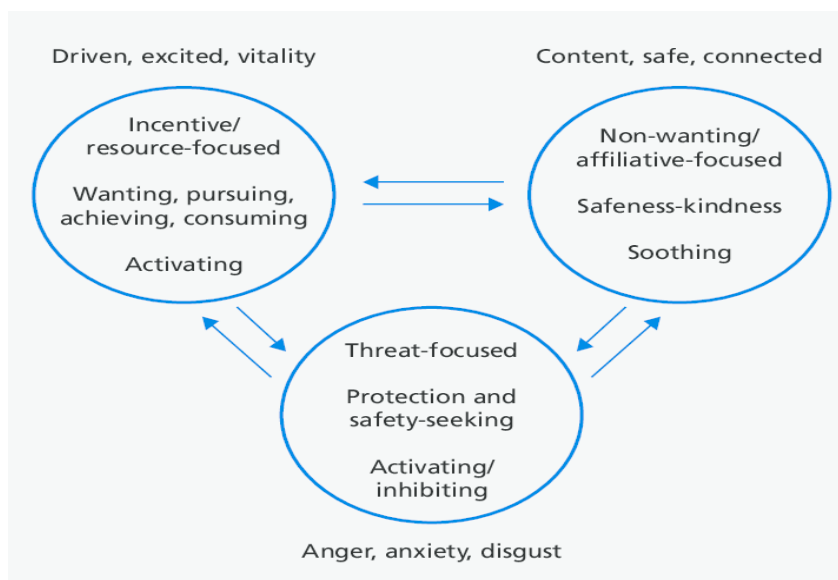 Driven, excited, vitality
Incentive/
resource-focused
Wanting, pursuing,
achieving, consuming
Activating
Content, safe, connected
Non-wanting/
affiliative-focused
Safeness-kindness
Soothing
Threat-focused
Protection and
safety-seeking
Activating/
inhibiting
Anger, anxiety, disgust